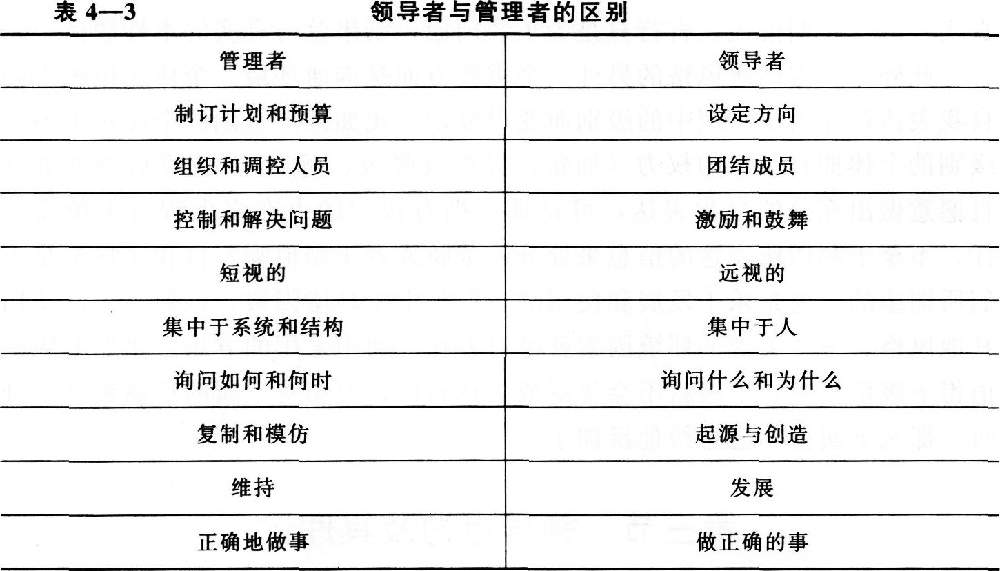 表 4—3 领导者与管理者的区别
管理者 领导者
制订计划和预算 设定方向
组织和调控人员 团结成员
控制和解决问题 激励和鼓舞
短视的 远视的
集中于系统和结构 集中于人
询问如何和何时 询问什么和为什么
复制和模仿 起源与创造
维持 发展
正确地做事 做正确的事